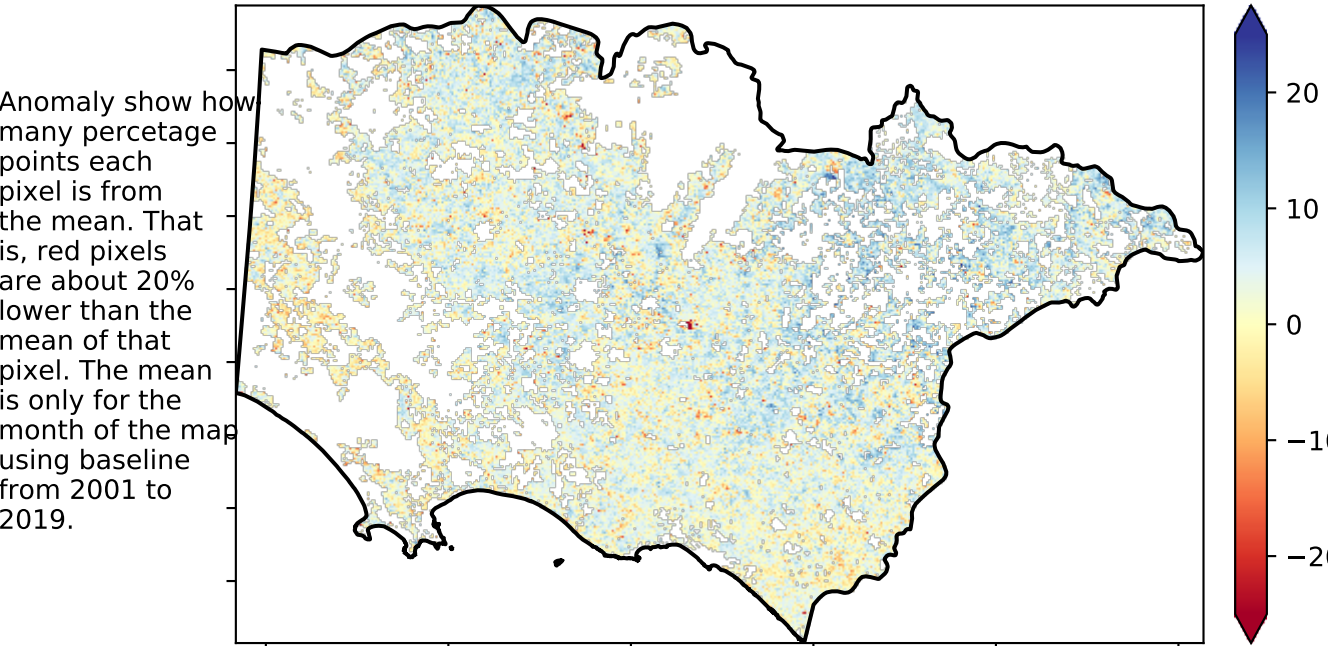 Anomaly show how
many percetage
points each
pixel is from
the mean. That
is, red pixels
are about 20%
lower than the
mean of that
pixel. The mean
is only for the
month of the map
using baseline
from 2001 to
2019.
20
10
0
−10
−20